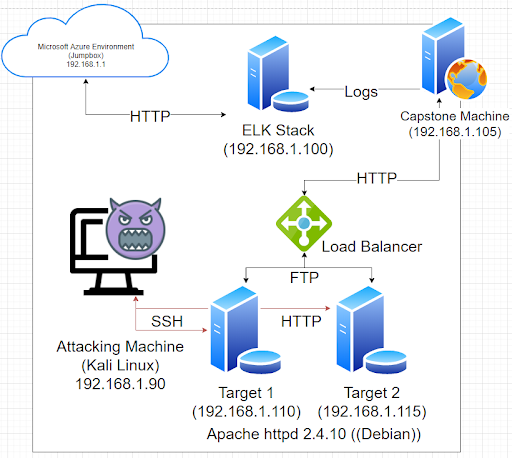 Microsoft Azure Environment
(Jumpbox)
192.168.1.1
HTTP
ELK Stack
(192.168.1.100)
Logs
Capstone Machine
(192.168.1.105)
HTTP
Load Balancer
FTP
SSH
HTTP
Attacking Machine
(Kali Linux)
192.168.1.90
Target 1
(192.168.1.110)
Target 2
(192.168.1.115)
Apache httpd 2.4.10 ((Debian))